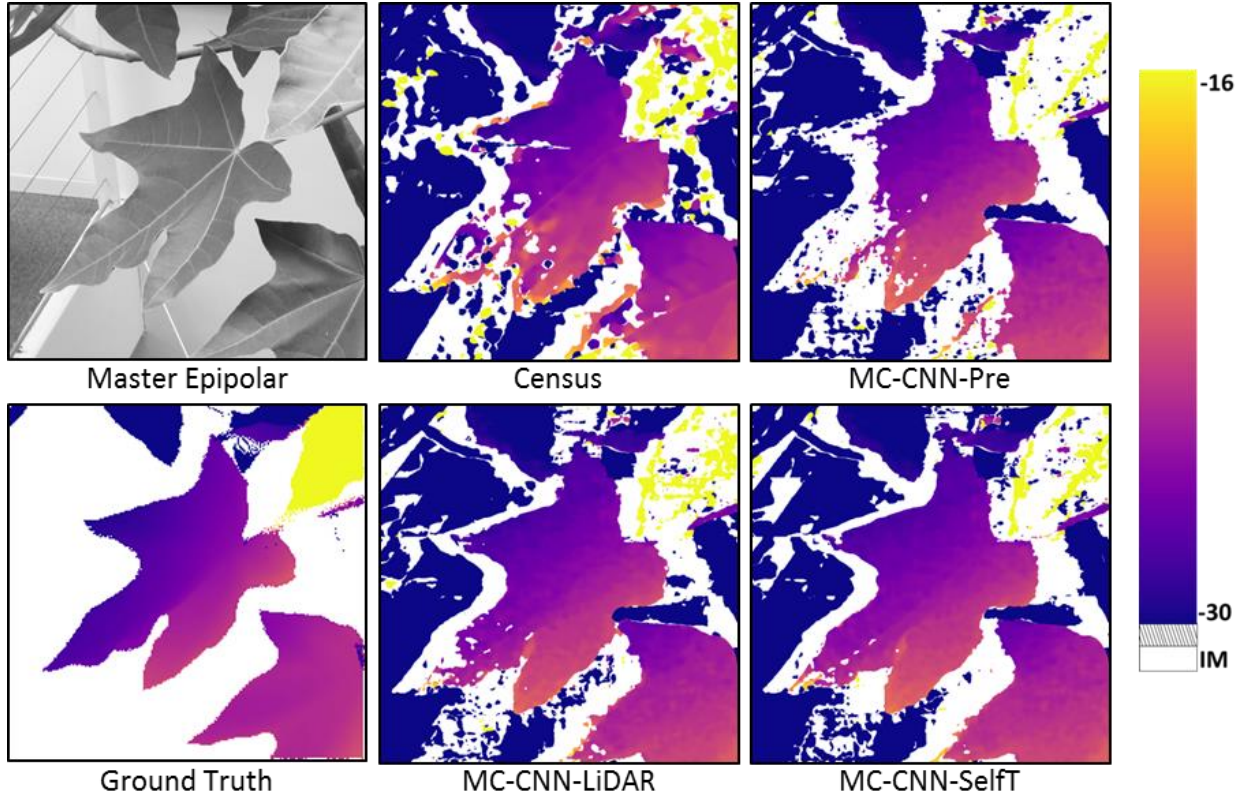 Master Epipolar
Census
MC-CNN-Pre
Ground Truth
MC-CNN-LiDAR
MC-CNN-SelfT
-16
-30
IM